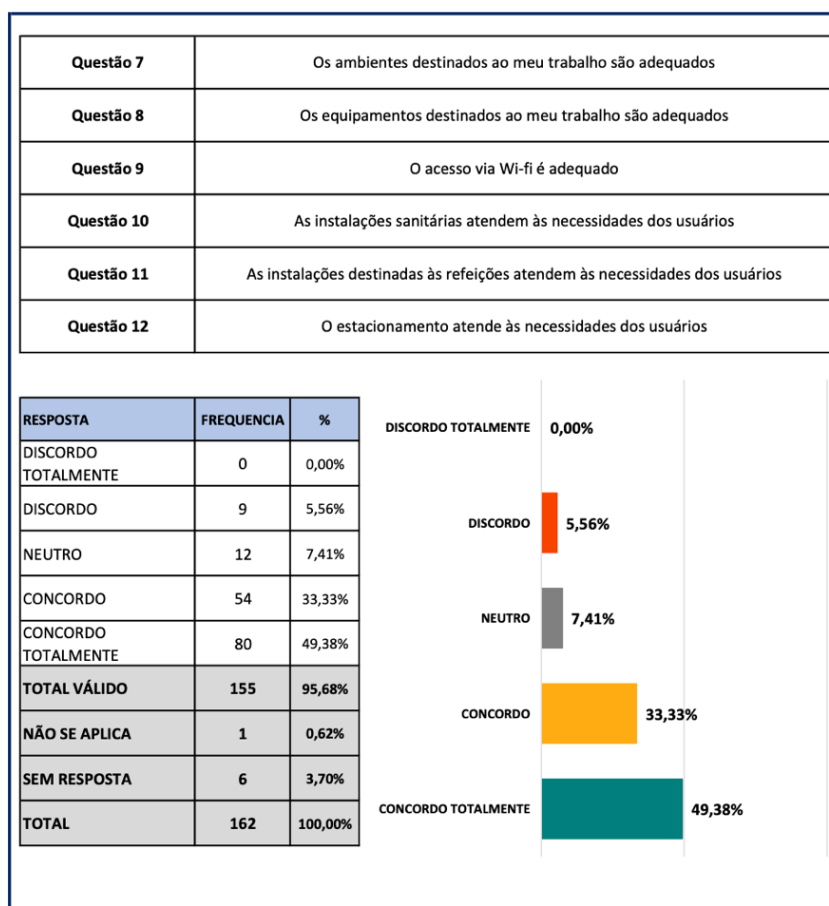 Questão 7 Os ambientes destinados ao meu trabalho são adequados
Questão 8 Os equipamentos destinados ao meu trabalho são adequados
Questão 9 O acesso via Wi-fi é adequado
Questão 10 As instalações sanitárias atendem às necessidades dos usuários
Questão 11 As instalações destinadas às refeições atendem às necessidades dos usuários
Questão 12 O estacionamento atende às necessidades dos usuários
RESPOSTA FREQUENCIA %
DISCORDO
TOTALMENTE 0 0,00%
DISCORDO 9 5,56%
NEUTRO 12 7,41%
CONCORDO 54 33,33%
CONCORDO
TOTALMENTE 80 49,38%
TOTAL VÁLIDO 155 95,68%
NÃO SE APLICA 1 0,62%
SEM RESPOSTA 6 3,70%
TOTAL 162 100,00%
DISCORDO TOTALMENTE 0,00%
DISCORDO 5,56%
NEUTRO 7,41%
CONCORDO 33,33%
CONCORDO TOTALMENTE 49,38%